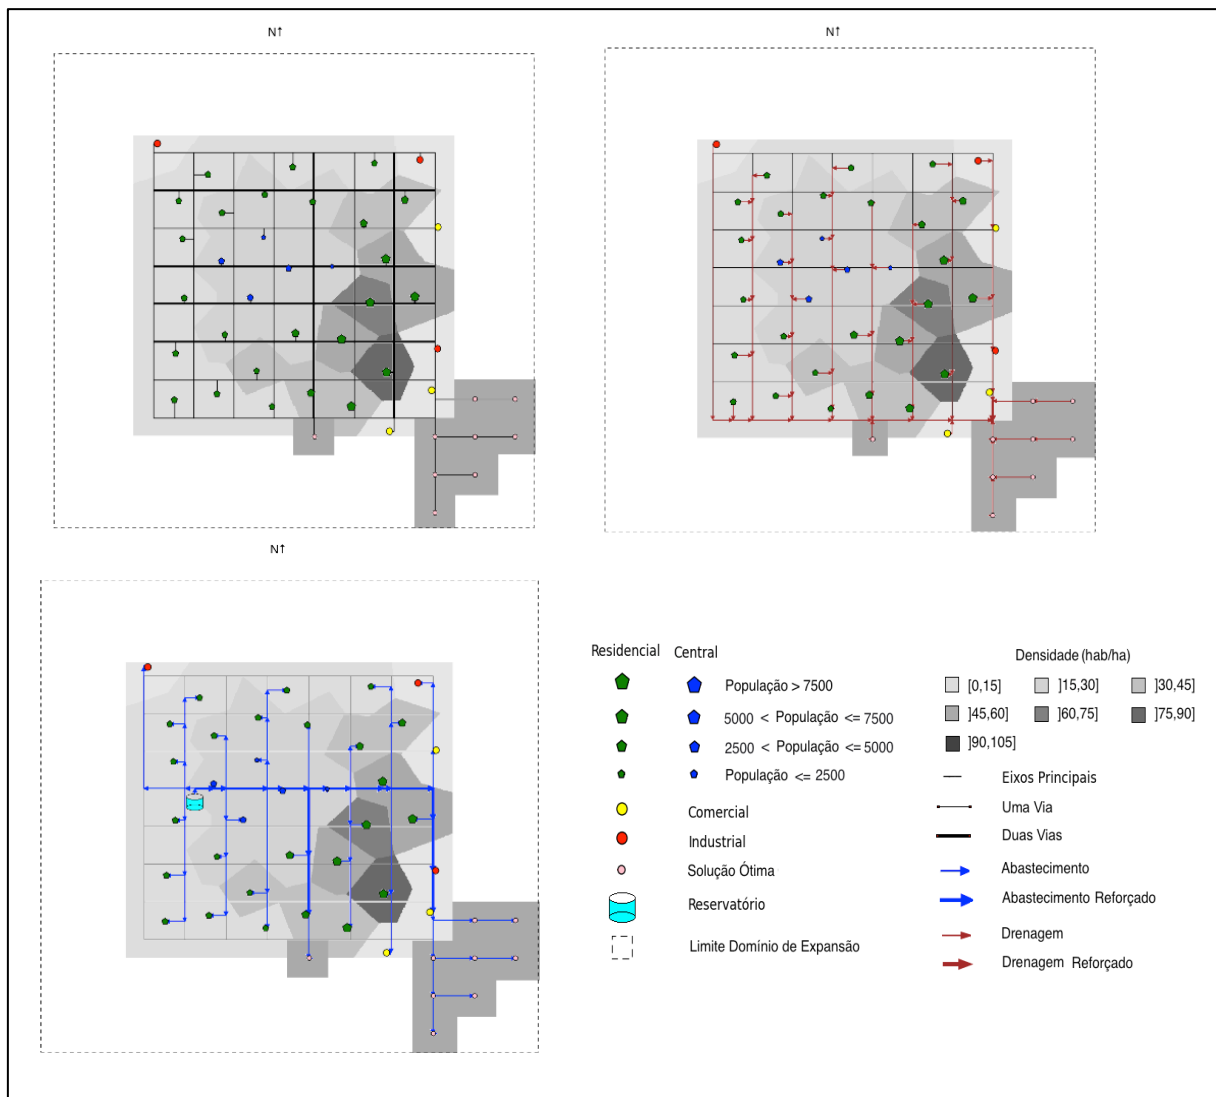 N↑
N↑
N↑
Residencial
Central
População > 7500
5000 < População <= 7500
2500 < População <= 5000
População <= 2500
Comercial
Industrial
Solução Ótima
Reservatório
Limite Domínio de Expansão
Densidade (hab/ha)
[0,15]
]15,30]
]30,45]
]45,60]
]60,75]
]75,90]
]90,105]
Eixos Principais
Uma Via
Duas Vias
Abastecimento
Abastecimento Reforçado
Drenagem
Drenagem Reforçado